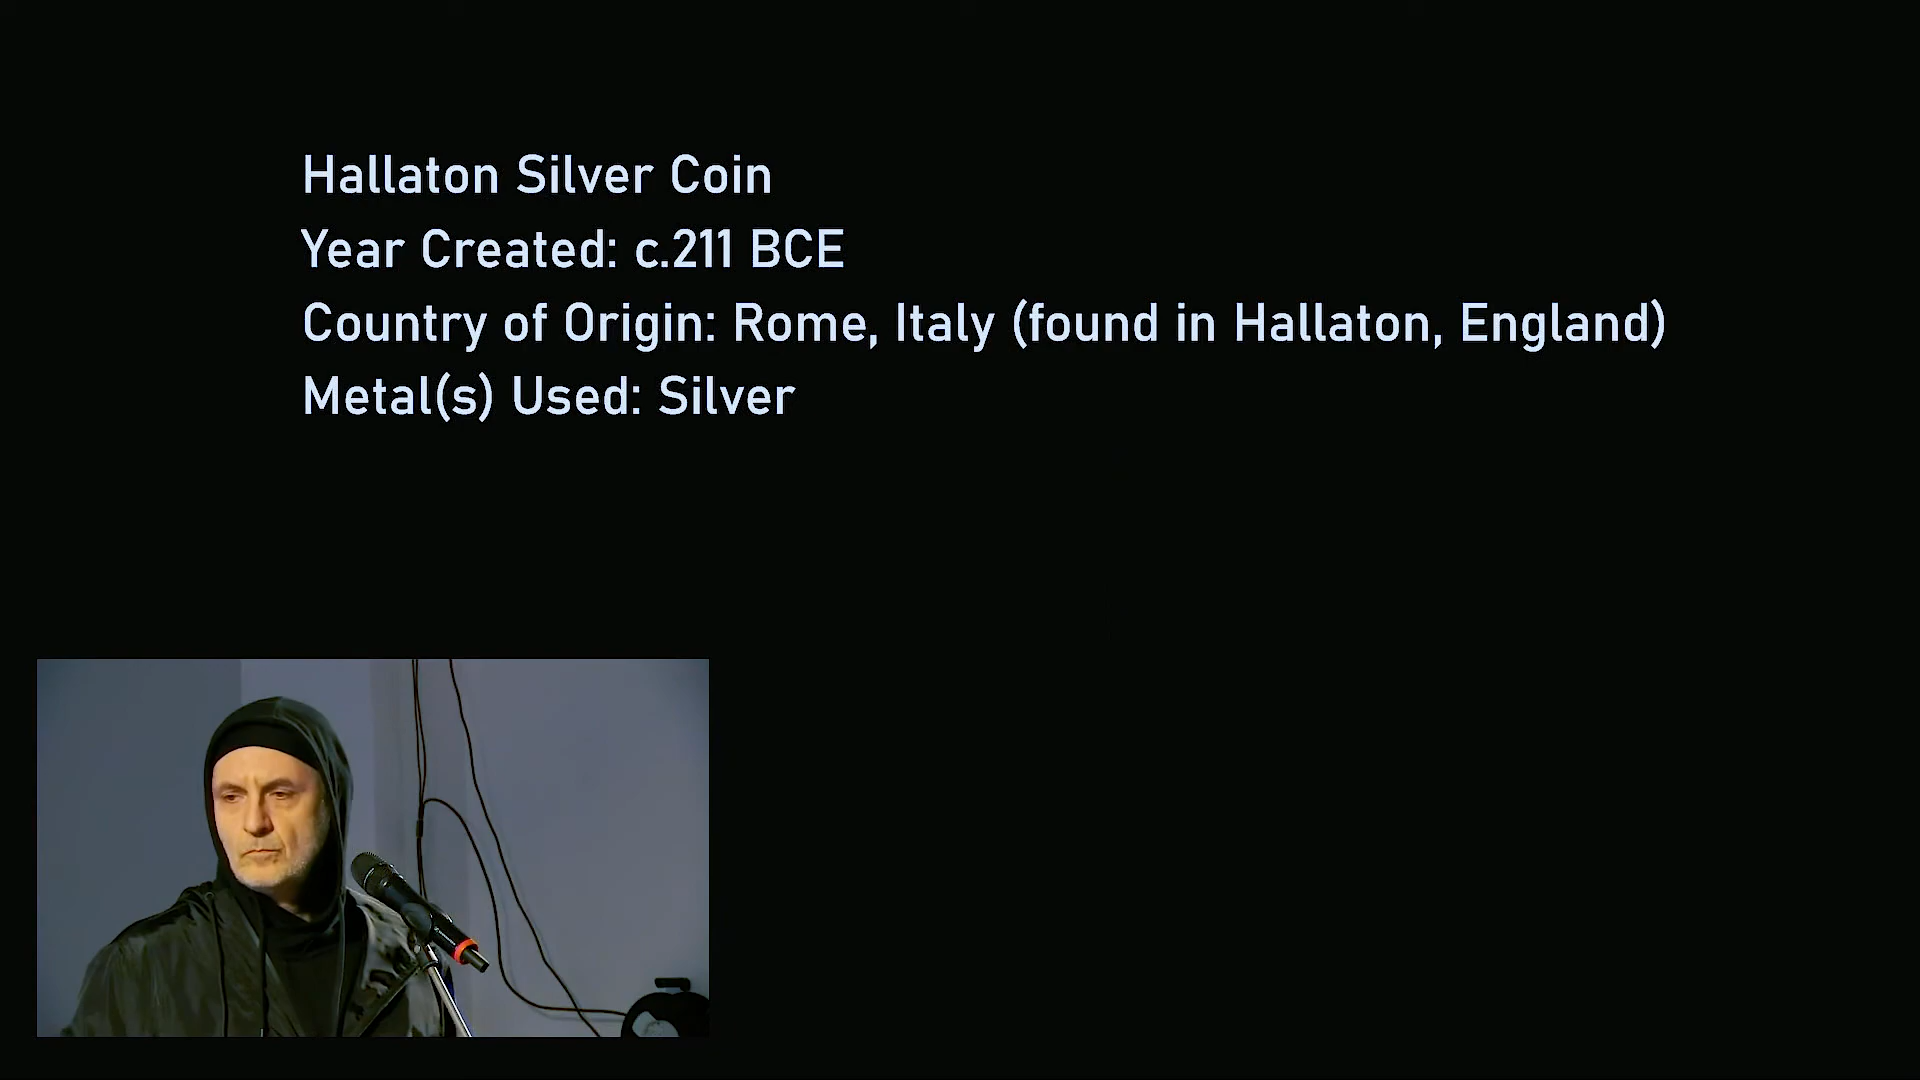 Hallaton Silver Coin
Year Created: c.211 BCE
Country of Origin: Rome, Italy (found in Hallaton, England)
Metal(s) Used: Silver